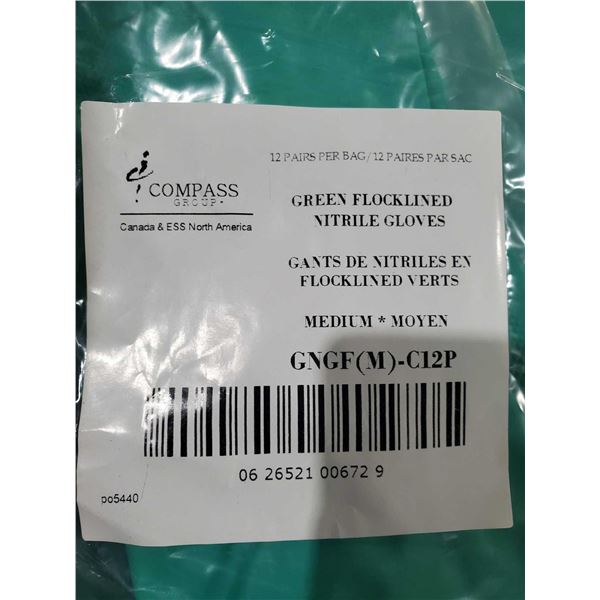 12 PAIRS PER BAG / 12 PAIRES PAR SAC
COMPASS
GROUP
Canada & ESS North America
GREEN FLOCKLINED
NITRILE GLOVES
GANTS DE NITRILES EN
FLOCKLINED VERTS
MEDIUM * MOYEN
GNGF(M)-C12P
06 26521 00672 9
po5440